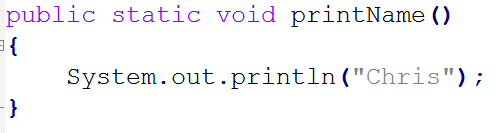 public static void printName()
{
    System.out.println("Chris");
}